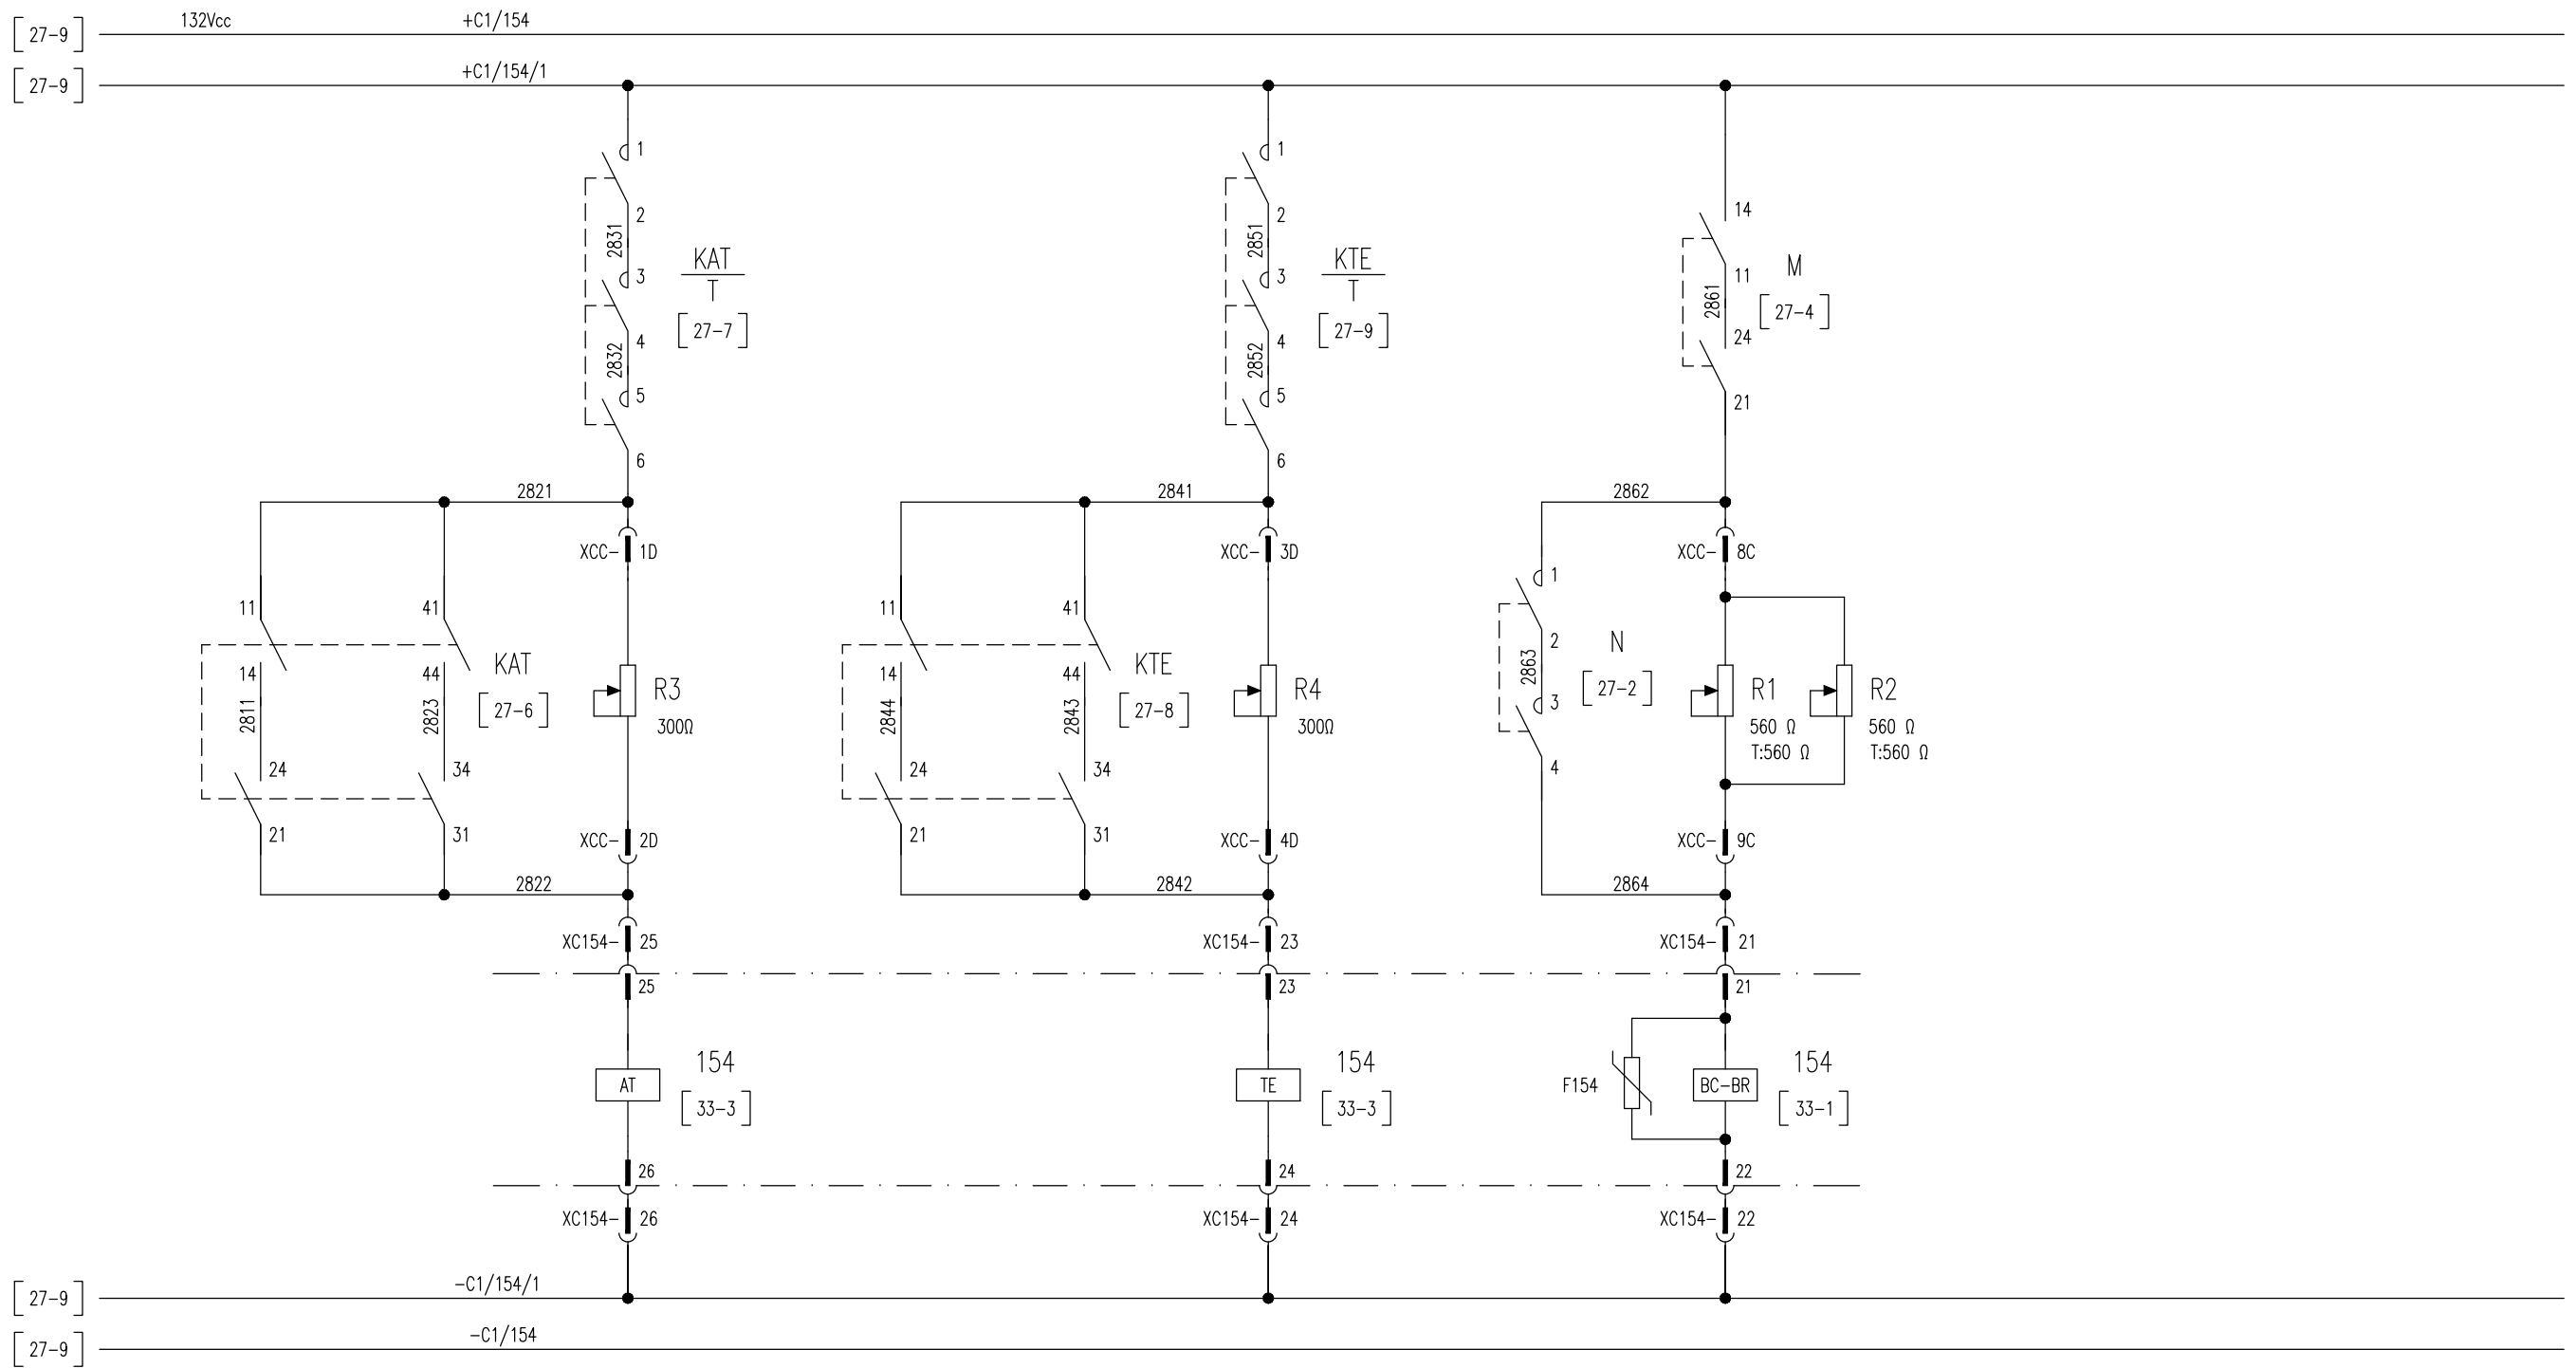 [27-9] 132Vcc +C1/154
[27-9] +C1/154/1
1 1
2 2 14
2831 2851
KAT KTE 11 M
3 3
T T 2861 [27-4]
[27-7] [27-9]
4 4 24
2832 2852
5 5
21
6 6
2821 2841 2862
XCC- 1D XCC- 3D XCC- 8C
1
11 41 11 41
2 N
14 44 KAT 14 44 KTE
R3 R4 2863 [27-2] R1 R2
2811 2823 [27-6] 2844 2843 [27-8]
3
300Ω 300Ω 560 Ω 560 Ω
T:560 Ω T:560 Ω
24 34 24 34 4
21 31 21 31
XCC- 2D XCC- 4D XCC- 9C
2822 2842 2864
XC154- 25 XC154- 23 XC154- 21
25 23 21
154 154 154
AT TE F154 BC-BR
[33-3] [33-3] [33-1]
26 24 22
XC154- 26 XC154- 24 XC154- 22
[27-9] -C1/154/1
[27-9] -C1/154